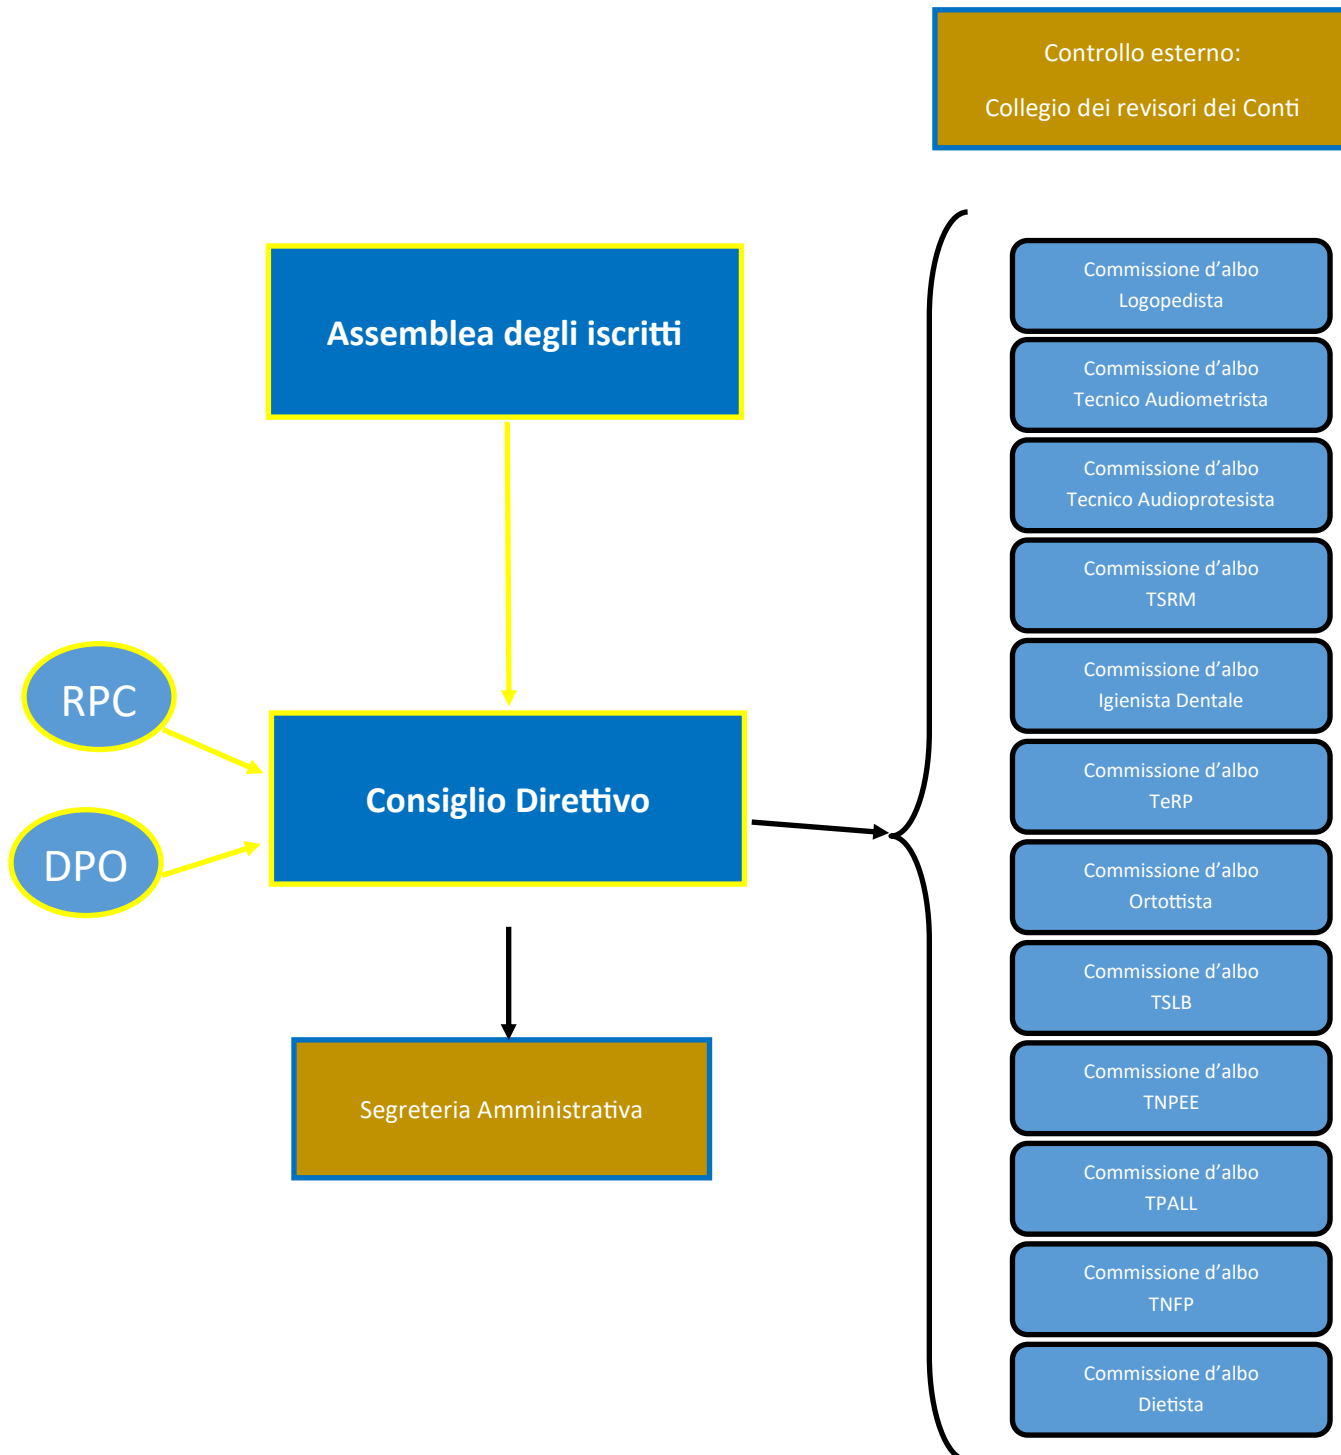 Controllo esterno:
Collegio dei revisori dei Conti
Assemblea degli iscritti
RPC
DPO
Consiglio Direttivo
Segreteria Amministrativa
Commissione d’albo
Logopedista
Commissione d’albo
Tecnico Audiometrista
Commissione d’albo
Tecnico Audioprotesista
Commissione d’albo
TSRM
Commissione d’albo
Igienista Dentale
Commissione d’albo
TeRP
Commissione d’albo
Ortottista
Commissione d’albo
TSLB
Commissione d’albo
TNPEE
Commissione d’albo
TPALL
Commissione d’albo
TNFP
Commissione d’albo
Dietista